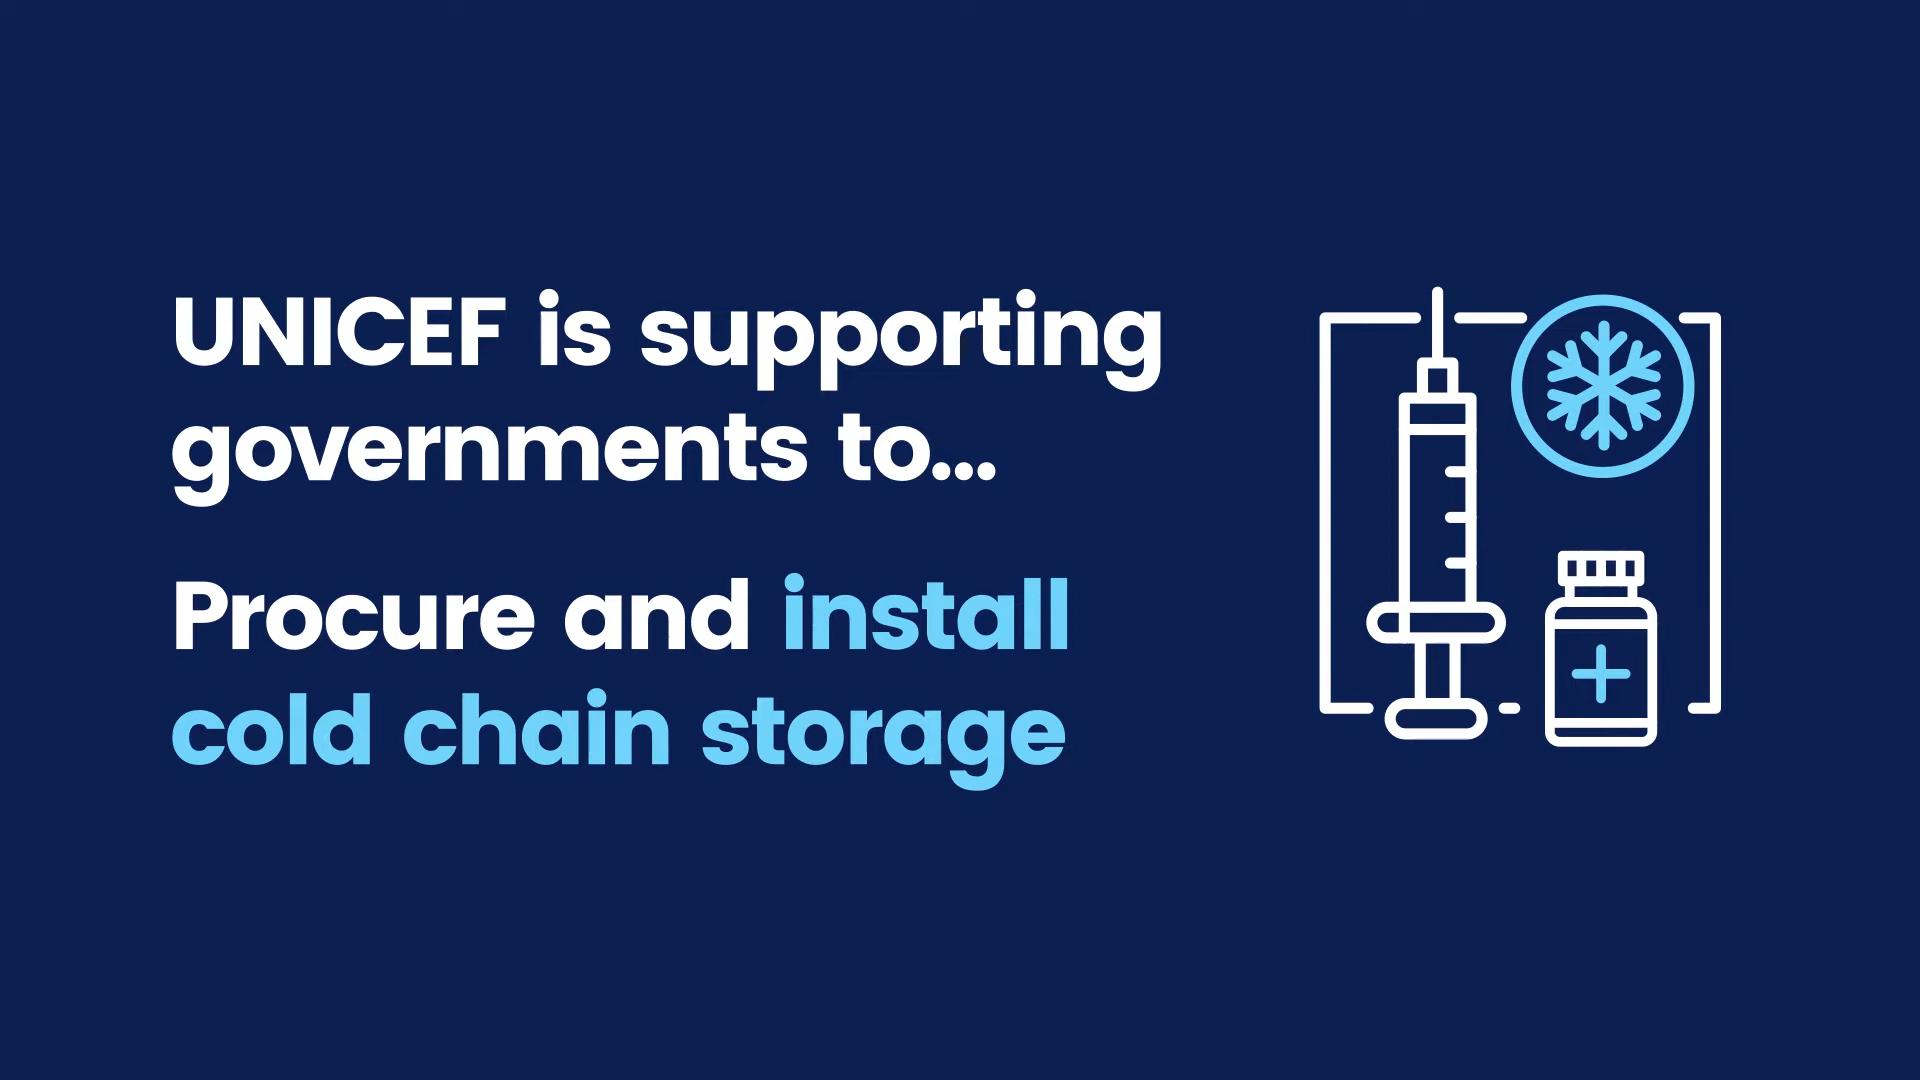 UNICEF is supporting
governments to...
Procure and install
cold chain storage